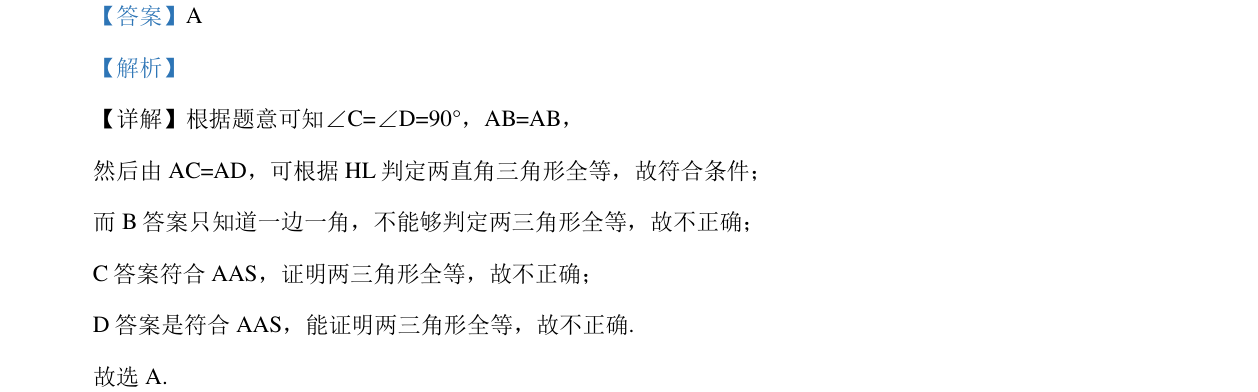 【答案】A
【解析】
【详解】根据题意可知∠C=∠D=90°，AB=AB，
然后由 AC=AD，可根据 HL 判定两直角三角形全等，故符合条件；
而 B 答案只知道一边一角，不能够判定两三角形全等，故不正确；
C 答案符合 AAS，证明两三角形全等，故不正确；
D 答案是符合 AAS，能证明两三角形全等，故不正确.
故选 A.